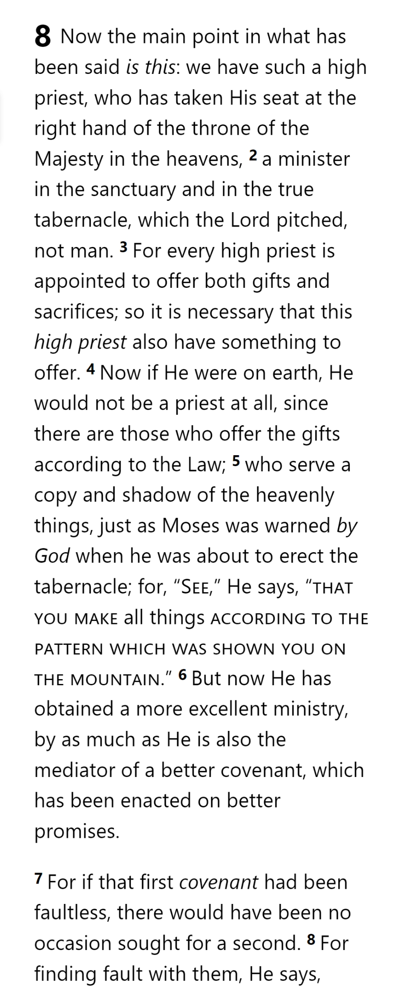 8 Now the main point in what has
been said is this: we have such a high
priest, who has taken His seat at the
right hand of the throne of the
Majesty in the heavens, 2 a minister
in the sanctuary and in the true
tabernacle, which the Lord pitched,
not man. 3 For every high priest is
appointed to offer both gifts and
sacrifices; so it is necessary that this
high priest also have something to
offer. 4 Now if He were on earth, He
would not be a priest at all, since
there are those who offer the gifts
according to the Law; 5 who serve a
copy and shadow of the heavenly
things, just as Moses was warned by
God when he was about to erect the
tabernacle; for, “SEE,” He says, “THAT
YOU MAKE all things ACCORDING TO THE
PATTERN WHICH WAS SHOWN YOU ON
THE MOUNTAIN.” 6 But now He has
obtained a more excellent ministry,
by as much as He is also the
mediator of a better covenant, which
has been enacted on better
promises.
7 For if that first covenant had been
faultless, there would have been no
occasion sought for a second. 8 For
finding fault with them, He says,